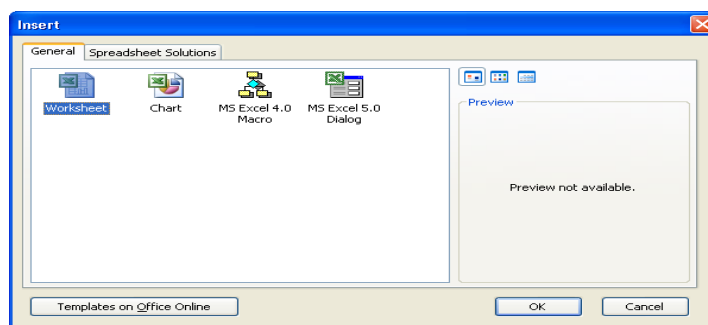 Insert
General Spreadsheet Solutions
Worksheet Chart MS Excel 4.0 MS Excel 5.0
Macro Dialog
Preview
Preview not available.
Templates on Office Online OK Cancel